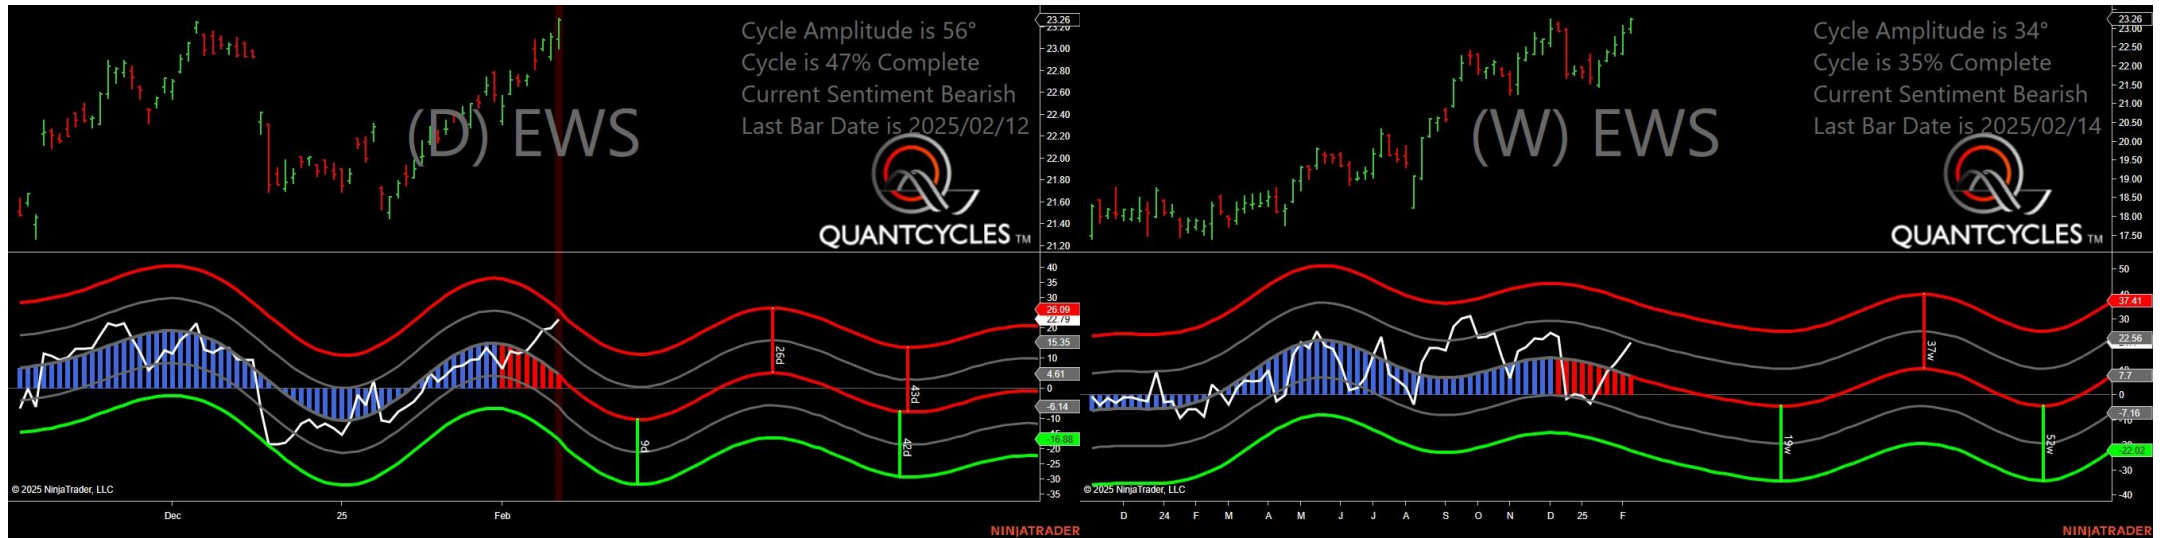 Cycle Amplitude is 56°
Cycle is 47% Complete
Current Sentiment Bearish
Last Bar Date is 2025/02/12
(D) EWS
QUANTCYCLES TM
23.26
23.20
23.00
22.80
22.60
22.40
22.20
22.00
21.80
21.60
21.40
21.20
40
35
30
26.09
22.79
20
15.35
10
4.61
0
-6.14
-10
-16.88
-20
-25
-30
-35
26d
43d
9d
42d
© 2025 NinjaTrader, LLC
Dec
25
Feb
NINJATRADER
Cycle Amplitude is 34°
Cycle is 35% Complete
Current Sentiment Bearish
Last Bar Date is 2025/02/14
(W) EWS
QUANTCYCLES TM
23.26
23.00
22.50
22.00
21.50
21.00
20.50
20.00
19.50
19.00
18.50
18.00
17.50
50
37.41
30
22.56
7.7
0
-7.16
-22.02
-30
-40
37w
19w
52w
© 2025 NinjaTrader, LLC
D 24 F M A M J J A S O N D 25 F
NINJATRADER